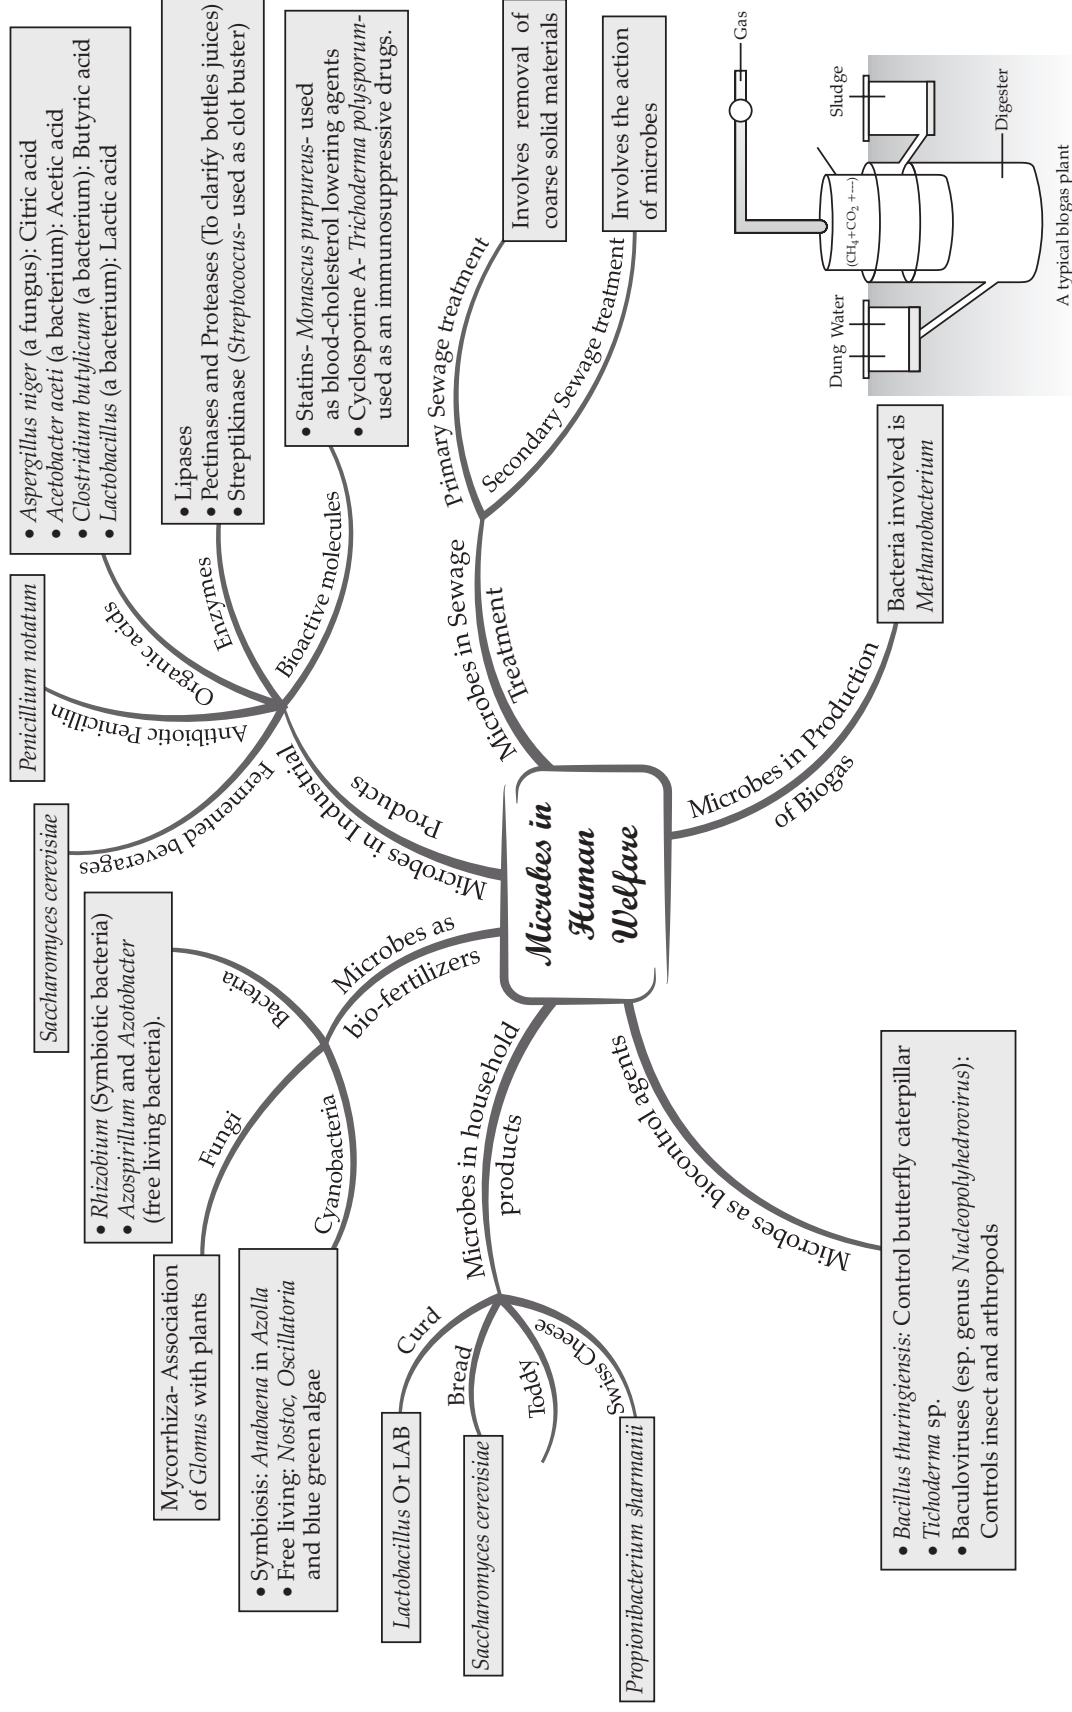 Microbes in
Human
Welfare
Microbes in household
products
Curd
Lactobacillus Or LAB
Bread
Saccharomyces cerevisiae
Toddy
Swiss Cheese
Propionibacterium sharmanii
Microbes as
bio-fertilizers
Bacteria
• Rhizobium (Symbiotic bacteria)
• Azospirillum and Azotobacter
(free living bacteria).
Fungi
Mycorrhiza- Association
of Glomus with plants
Cyanobacteria
• Symbiosis: Anabaena in Azolla
• Free living: Nostoc, Oscillatoria
and blue green algae
Microbes in Industrial
Products
Fermented beverages
Saccharomyces cerevisiae
Antibiotic Penicillin
Penicillium notatum
Organic acids
• Aspergillus niger (a fungus): Citric acid
• Acetobacter aceti (a bacterium): Acetic acid
• Clostridium butylicum (a bacterium): Butyric acid
• Lactobacillus (a bacterium): Lactic acid
Enzymes
• Lipases
• Pectinases and Proteases (To clarify bottles juices)
• Streptikinase (Streptococcus- used as clot buster)
Bioactive molecules
• Statins- Monascus purpureus- used
as blood-cholesterol lowering agents
• Cyclosporine A- Trichoderma polysporum-
used as an immunosuppressive drugs.
Microbes in Sewage
Treatment
Primary Sewage treatment
Involves removal of
coarse solid materials
Secondary Sewage treatment
Involves the action
of microbes
Microbes in Production
of Biogas
Bacteria involved is
Methanobacterium
Gas
Dung Water
Sludge
(CH₄+CO₂ +---)
Digester
A typical biogas plant
Microbes as biocontrol agents
• Bacillus thuringiensis: Control butterfly caterpillar
• Tichoderma sp.
• Baculoviruses (esp. genus Nucleopolyhedrovirus):
Controls insect and arthropods